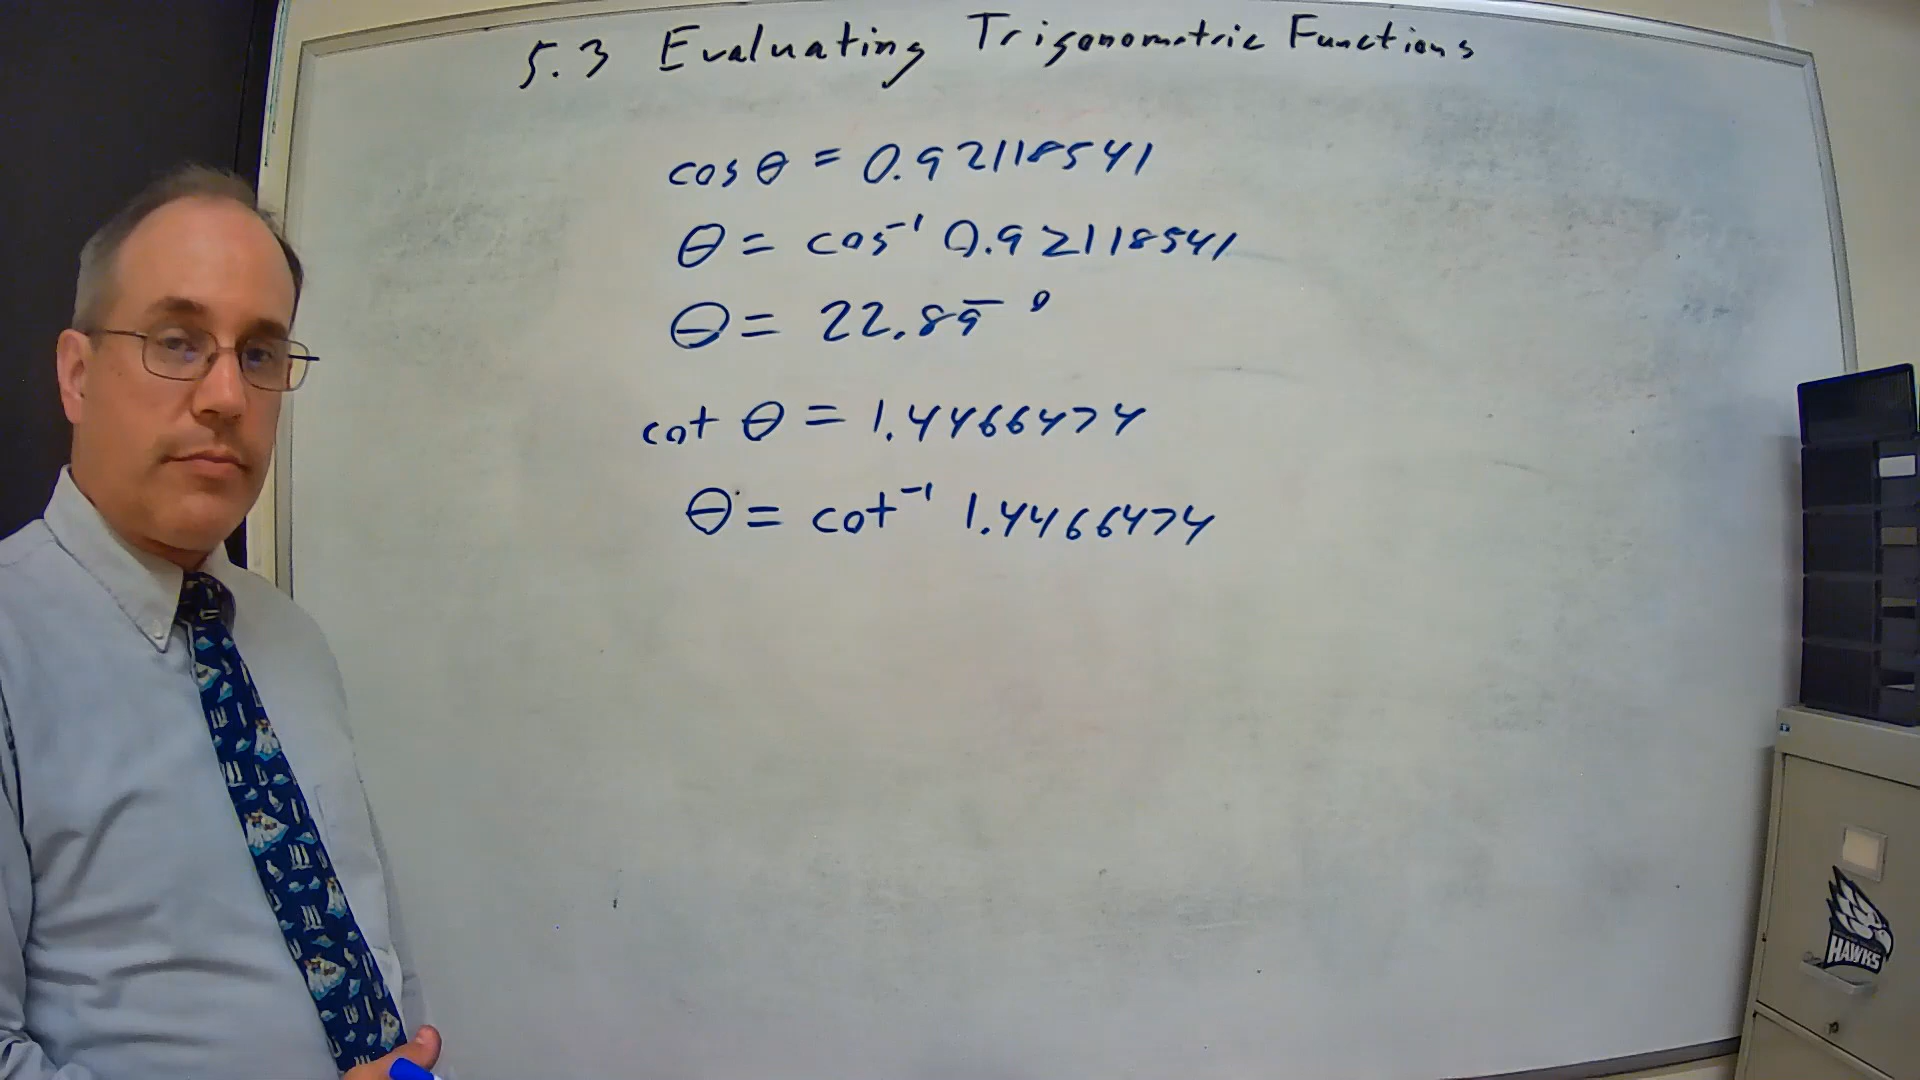 5.3 Evaluating Trigonometric Functions
cos θ = 0.92118541
θ = cos⁻¹ 0.92118541
θ = 22.89̅ °
cot θ = 1.4466474
θ = cot⁻¹ 1.4466474
HAWKS